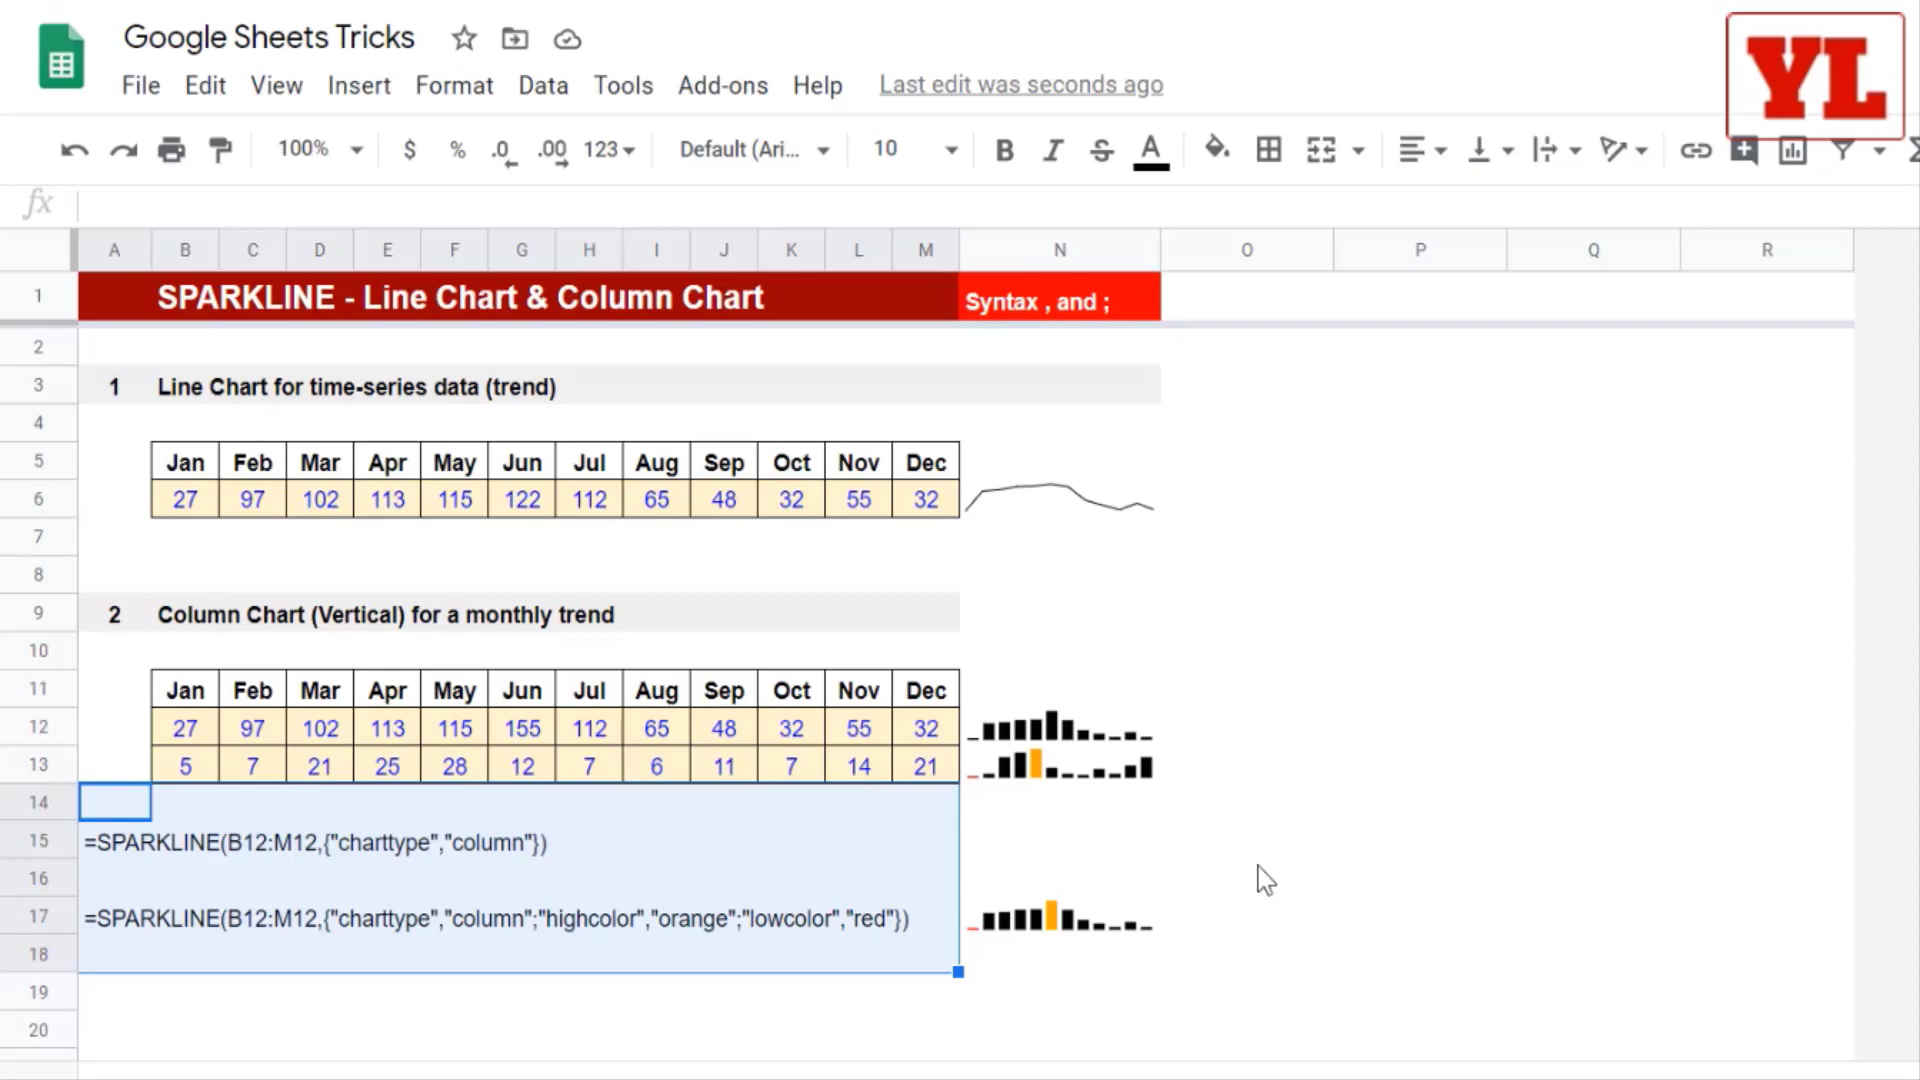 Google Sheets Tricks
File Edit View Insert Format Data Tools Add-ons Help Last edit was seconds ago
YL
100% $ % .0 .00 123 Default (Ari... 10 B I S A
fx
A B C D E F G H I J K L M N O P Q R
1 SPARKLINE - Line Chart & Column Chart Syntax , and ;
2
3 1 Line Chart for time-series data (trend)
4
5 Jan Feb Mar Apr May Jun Jul Aug Sep Oct Nov Dec
6 27 97 102 113 115 122 112 65 48 32 55 32
7
8
9 2 Column Chart (Vertical) for a monthly trend
10
11 Jan Feb Mar Apr May Jun Jul Aug Sep Oct Nov Dec
12 27 97 102 113 115 155 112 65 48 32 55 32
13 5 7 21 25 28 12 7 6 11 7 14 21
14
15 =SPARKLINE(B12:M12,{"charttype","column"})
16
17 =SPARKLINE(B12:M12,{"charttype","column";"highcolor","orange";"lowcolor","red"})
18
19
20